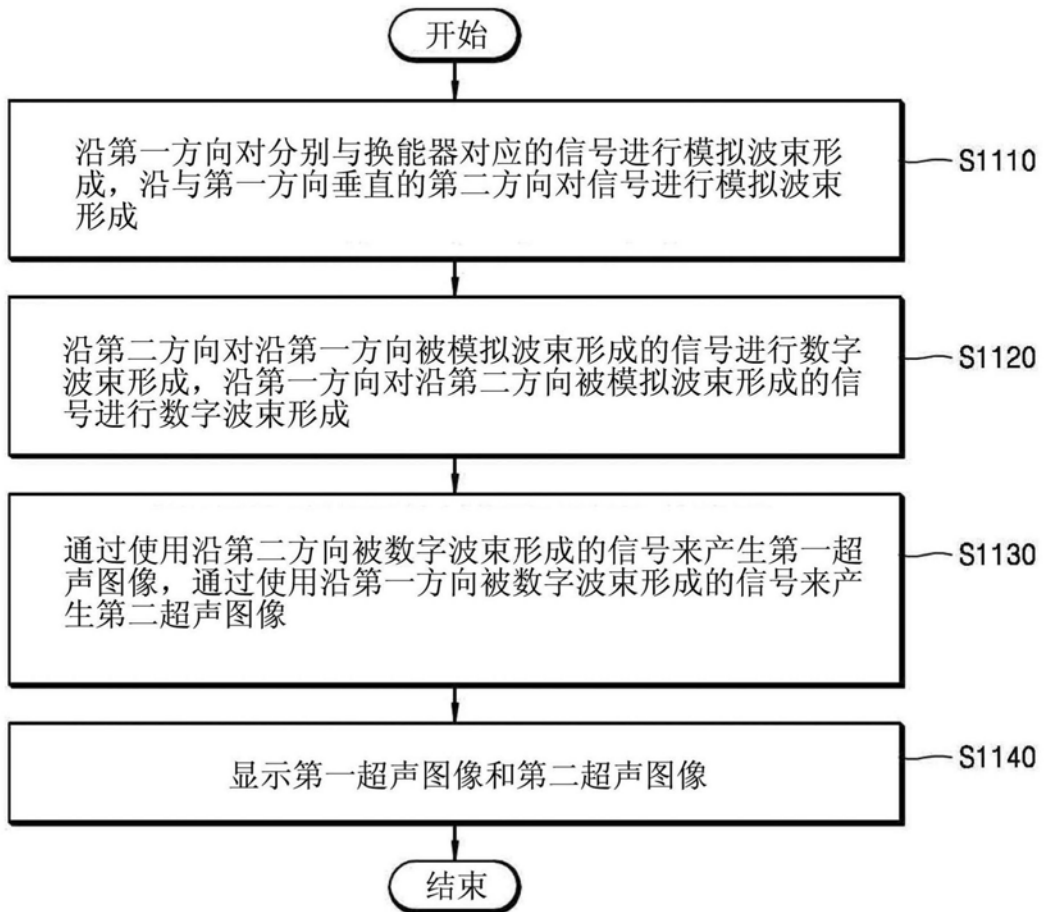 开始
沿第一方向对分别与换能器对应的信号进行模拟波束形
成，沿与第一方向垂直的第二方向对信号进行模拟波束
形成
S1110
沿第二方向对沿第一方向被模拟波束形成的信号进行数字
波束形成，沿第一方向对沿第二方向被模拟波束形成的信
号进行数字波束形成
S1120
通过使用沿第二方向被数字波束形成的信号来产生第一超
声图像，通过使用沿第一方向被数字波束形成的信号来产
生第二超声图像
S1130
显示第一超声图像和第二超声图像
S1140
结束